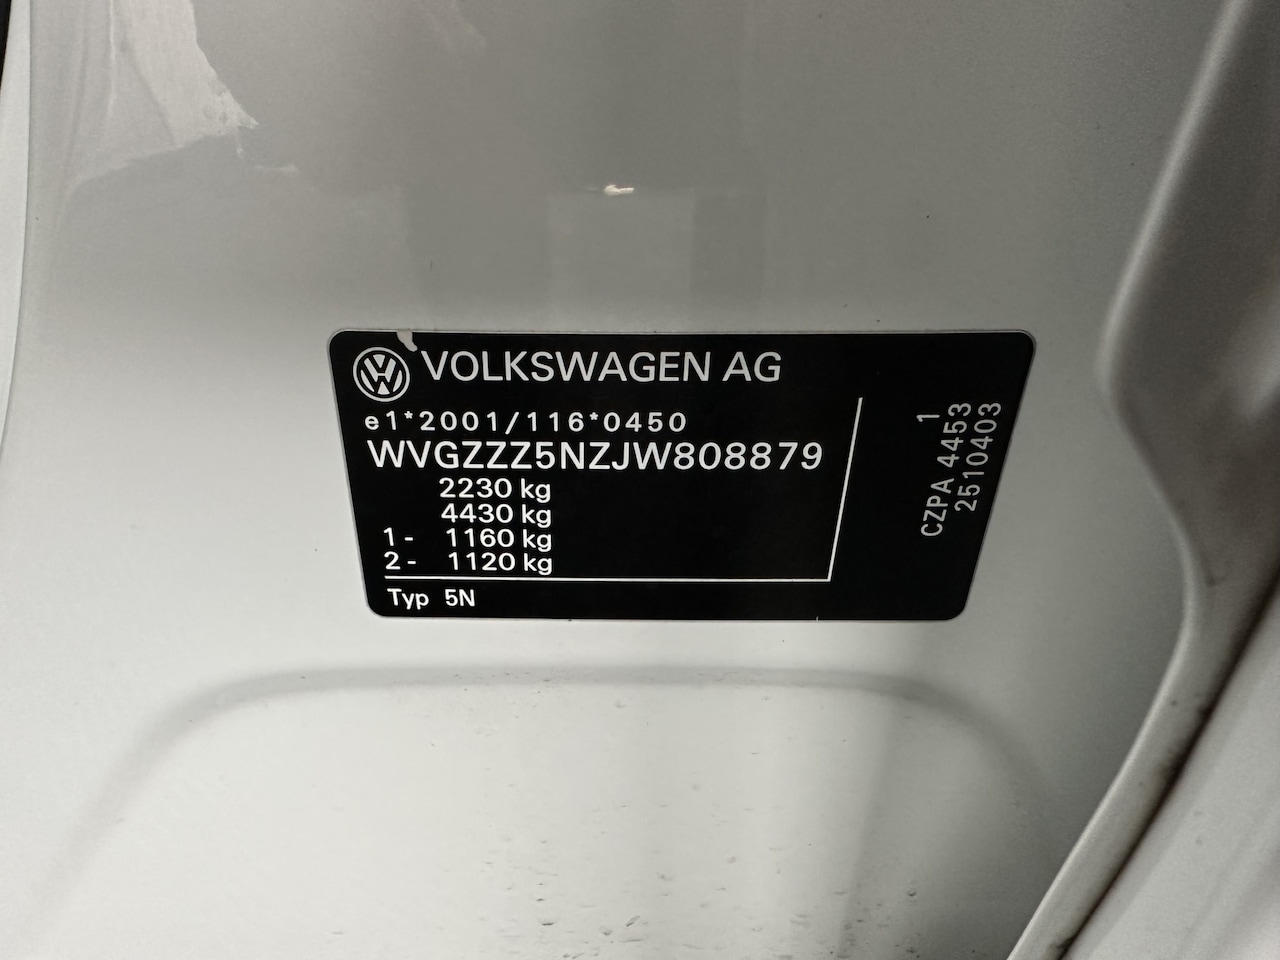 VOLKSWAGEN AG
e1*2001/116*0450
WVGZZZ5NZJW808879
2230 kg
4430 kg
1- 1160 kg
2- 1120 kg
Typ 5N
1
CZPA 4453
2510403